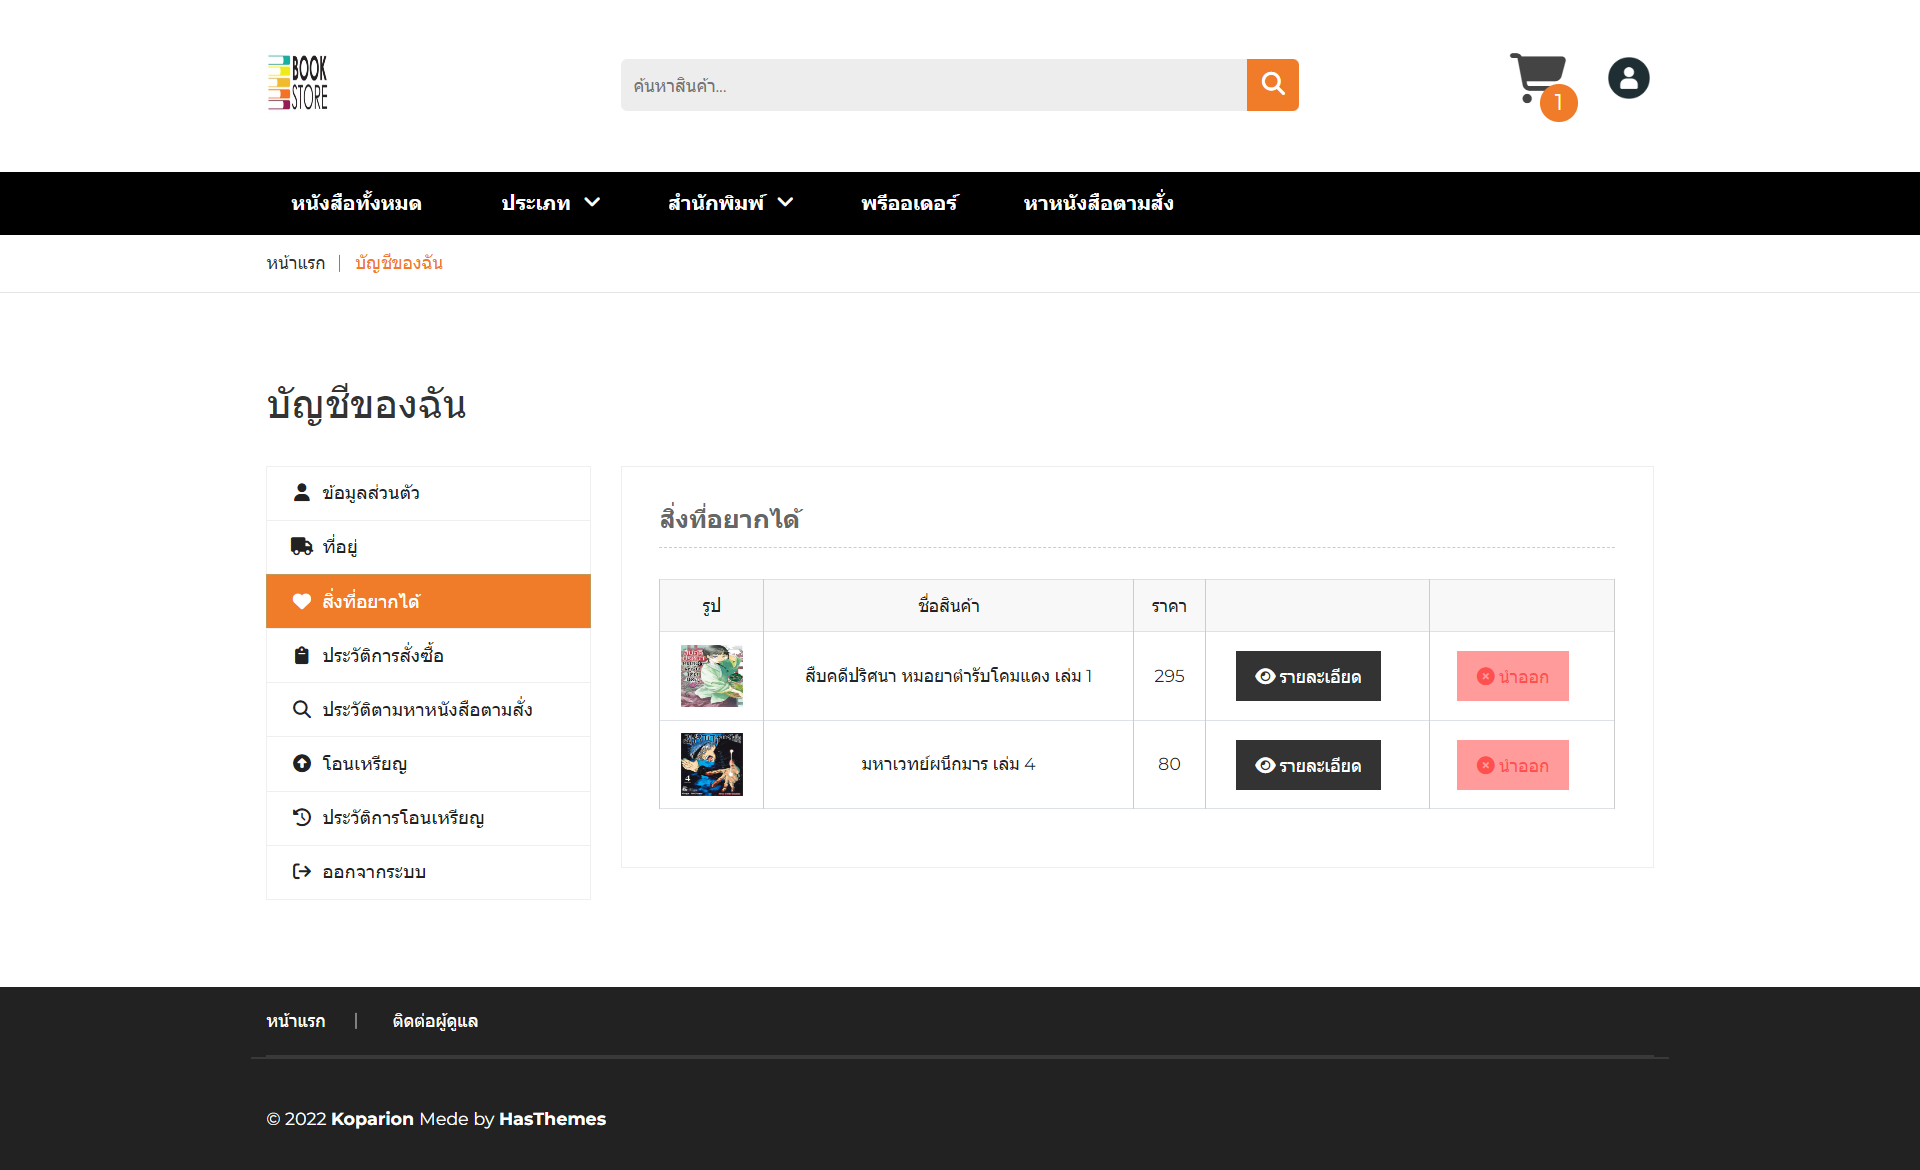 BOOK
STORE
ค้นหาสินค้า...
1
หนังสือทั้งหมด
ประเภท
สำนักพิมพ์
พรีออเดอร์
หาหนังสือตามสั่ง
หน้าแรก
บัญชีของฉัน
บัญชีของฉัน
ข้อมูลส่วนตัว
ที่อยู่
สิ่งที่อยากได้
ประวัติการสั่งซื้อ
ประวัติตามหาหนังสือตามสั่ง
โอนเหรียญ
ประวัติการโอนเหรียญ
ออกจากระบบ
สิ่งที่อยากได้
รูป ชื่อสินค้า ราคา
สืบคดีปริศนา หมอยาตำรับโคมแดง เล่ม 1 295 รายละเอียด นำออก
มหาเวทย์ผนึกมาร เล่ม 4 80 รายละเอียด นำออก
หน้าแรก | ติดต่อผู้ดูแล
© 2022 Koparion Mede by HasThemes